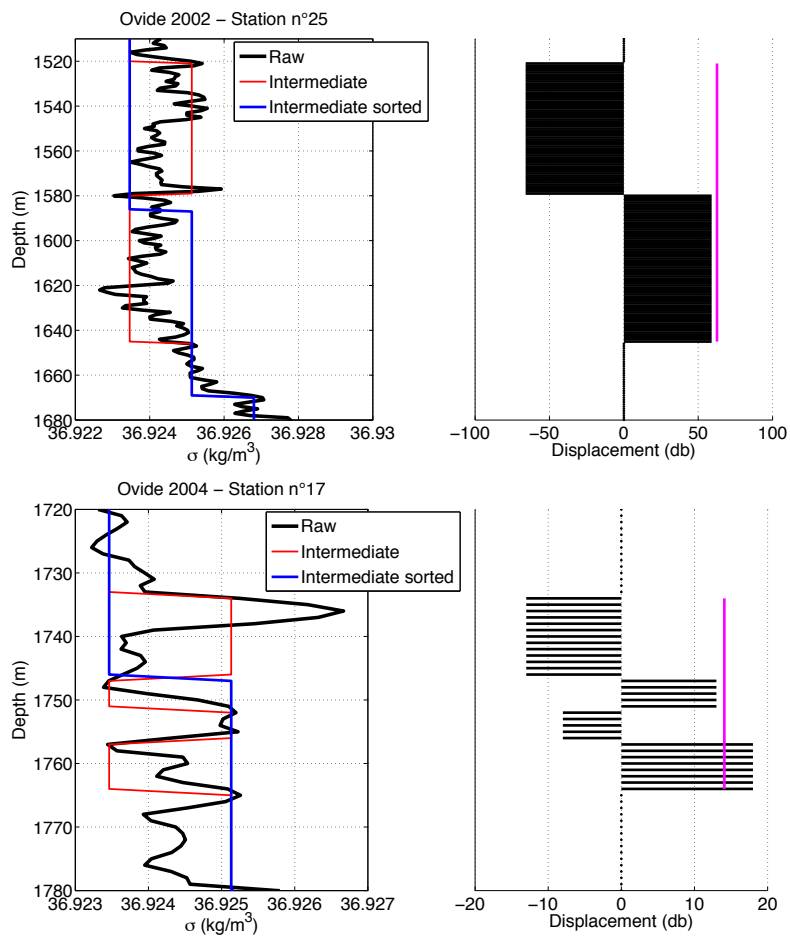 Ovide 2002 − Station n°25
Raw
Intermediate
Intermediate sorted
1520
1540
1560
1580
1600
1620
1640
1660
1680
Depth (m)
36.922
36.924
36.926
36.928
36.93
σ (kg/m³)
−100
−50
0
50
100
Displacement (db)
Ovide 2004 − Station n°17
Raw
Intermediate
Intermediate sorted
1720
1730
1740
1750
1760
1770
1780
Depth (m)
36.923
36.924
36.925
36.926
36.927
σ (kg/m³)
−20
−10
0
10
20
Displacement (db)